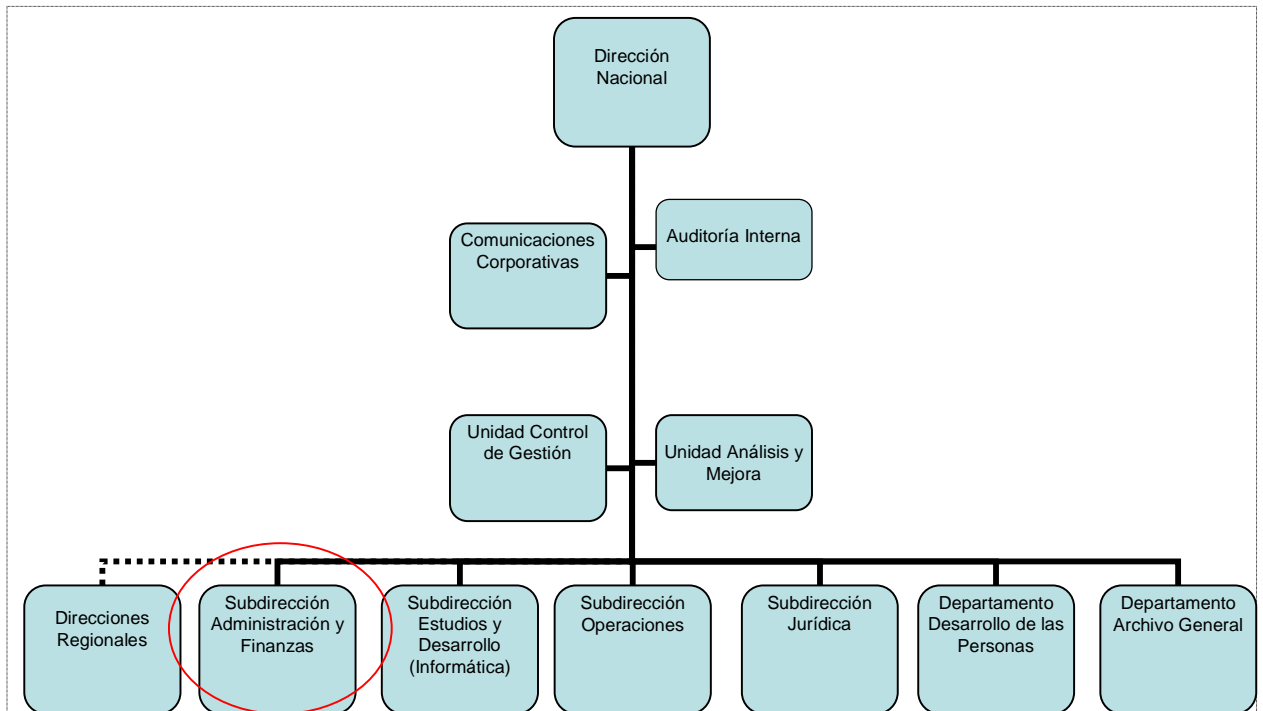 Dirección
Nacional
Auditoría Interna
Comunicaciones
Corporativas
Unidad Control
de Gestión
Unidad Análisis y
Mejora
Direcciones
Regionales
Subdirección
Administración y
Finanzas
Subdirección
Estudios y
Desarrollo
(Informática)
Subdirección
Operaciones
Subdirección
Jurídica
Departamento
Desarrollo de las
Personas
Departamento
Archivo General